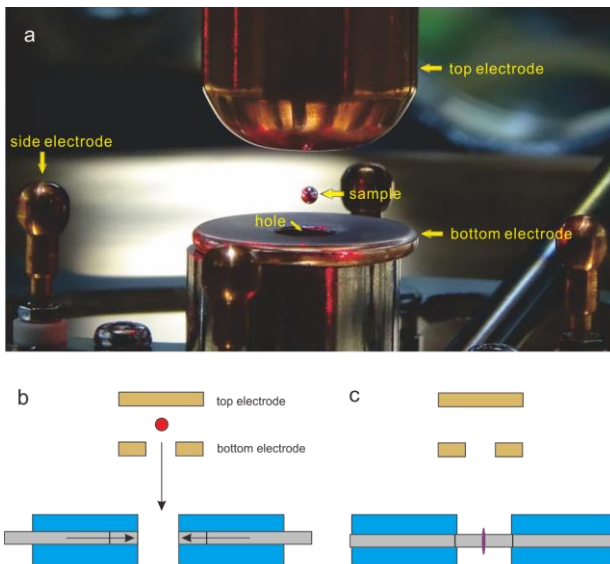 a
top electrode
side electrode
sample
hole
bottom electrode
b
top electrode
bottom electrode
c